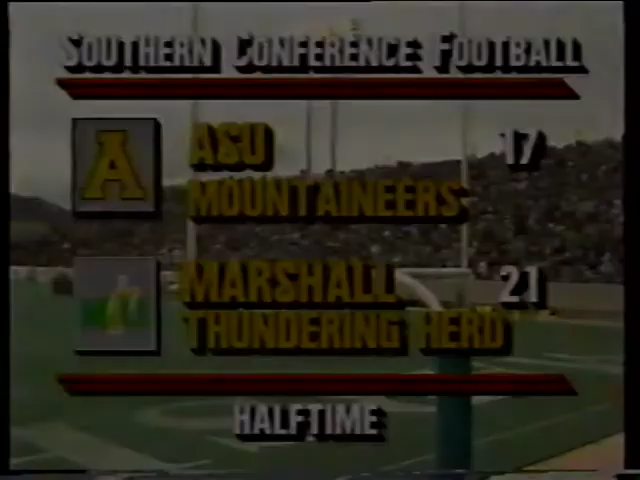 SOUTHERN CONFERENCE FOOTBALL
A
ASU 17
MOUNTAINEERS
MARSHALL 21
THUNDERING HERD
HALFTIME